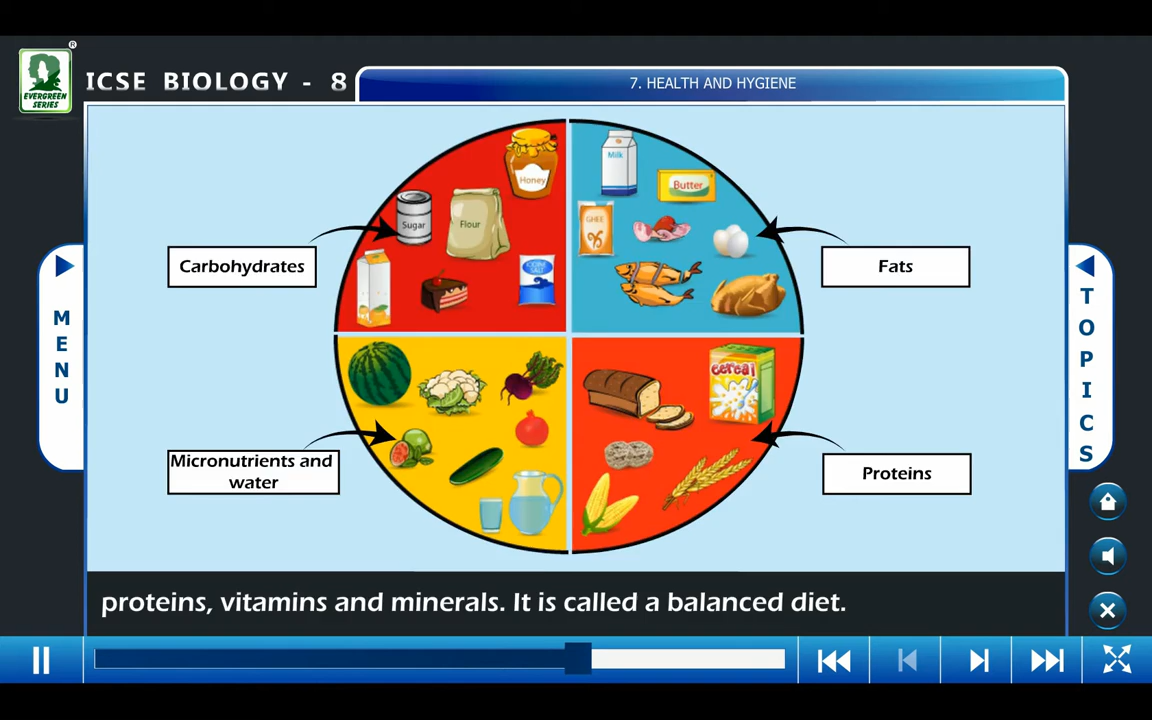 ®
EVERGREEN
SERIES
ICSE BIOLOGY - 8
7. HEALTH AND HYGIENE
Honey
Milk
Butter
Sugar
Flour
GHEE
Carbohydrates
Fats
MENU
TOPICS
cereal
Micronutrients and
water
Proteins
proteins, vitamins and minerals. It is called a balanced diet.